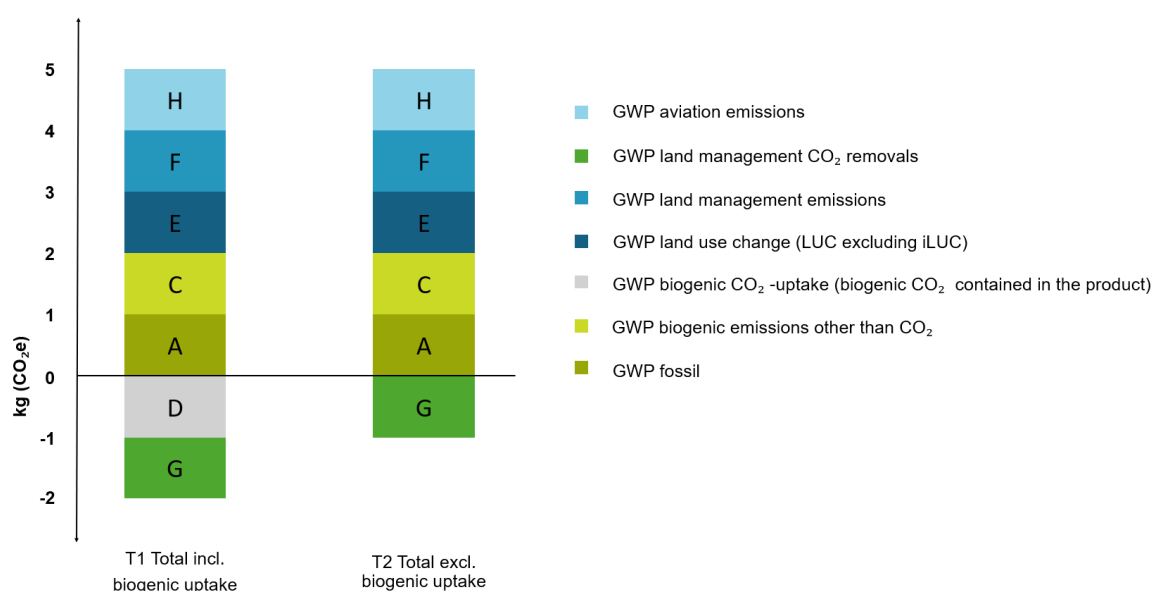 5
H
H
GWP aviation emissions
4
GWP land management CO₂ removals
F
F
3
GWP land management emissions
E
E
GWP land use change (LUC excluding iLUC)
2
C
C
GWP biogenic CO₂ -uptake (biogenic CO₂ contained in the product)
1
GWP biogenic emissions other than CO₂
A
A
GWP fossil
0
kg (CO₂e)
D
G
-1
G
-2
T1 Total incl.
biogenic uptake
T2 Total excl.
biogenic uptake